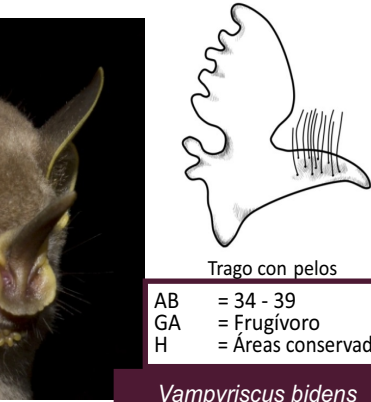 Trago con pelos
AB = 34 - 39
GA = Frugívoro
H = Áreas conservad
Vampyriscus bidens